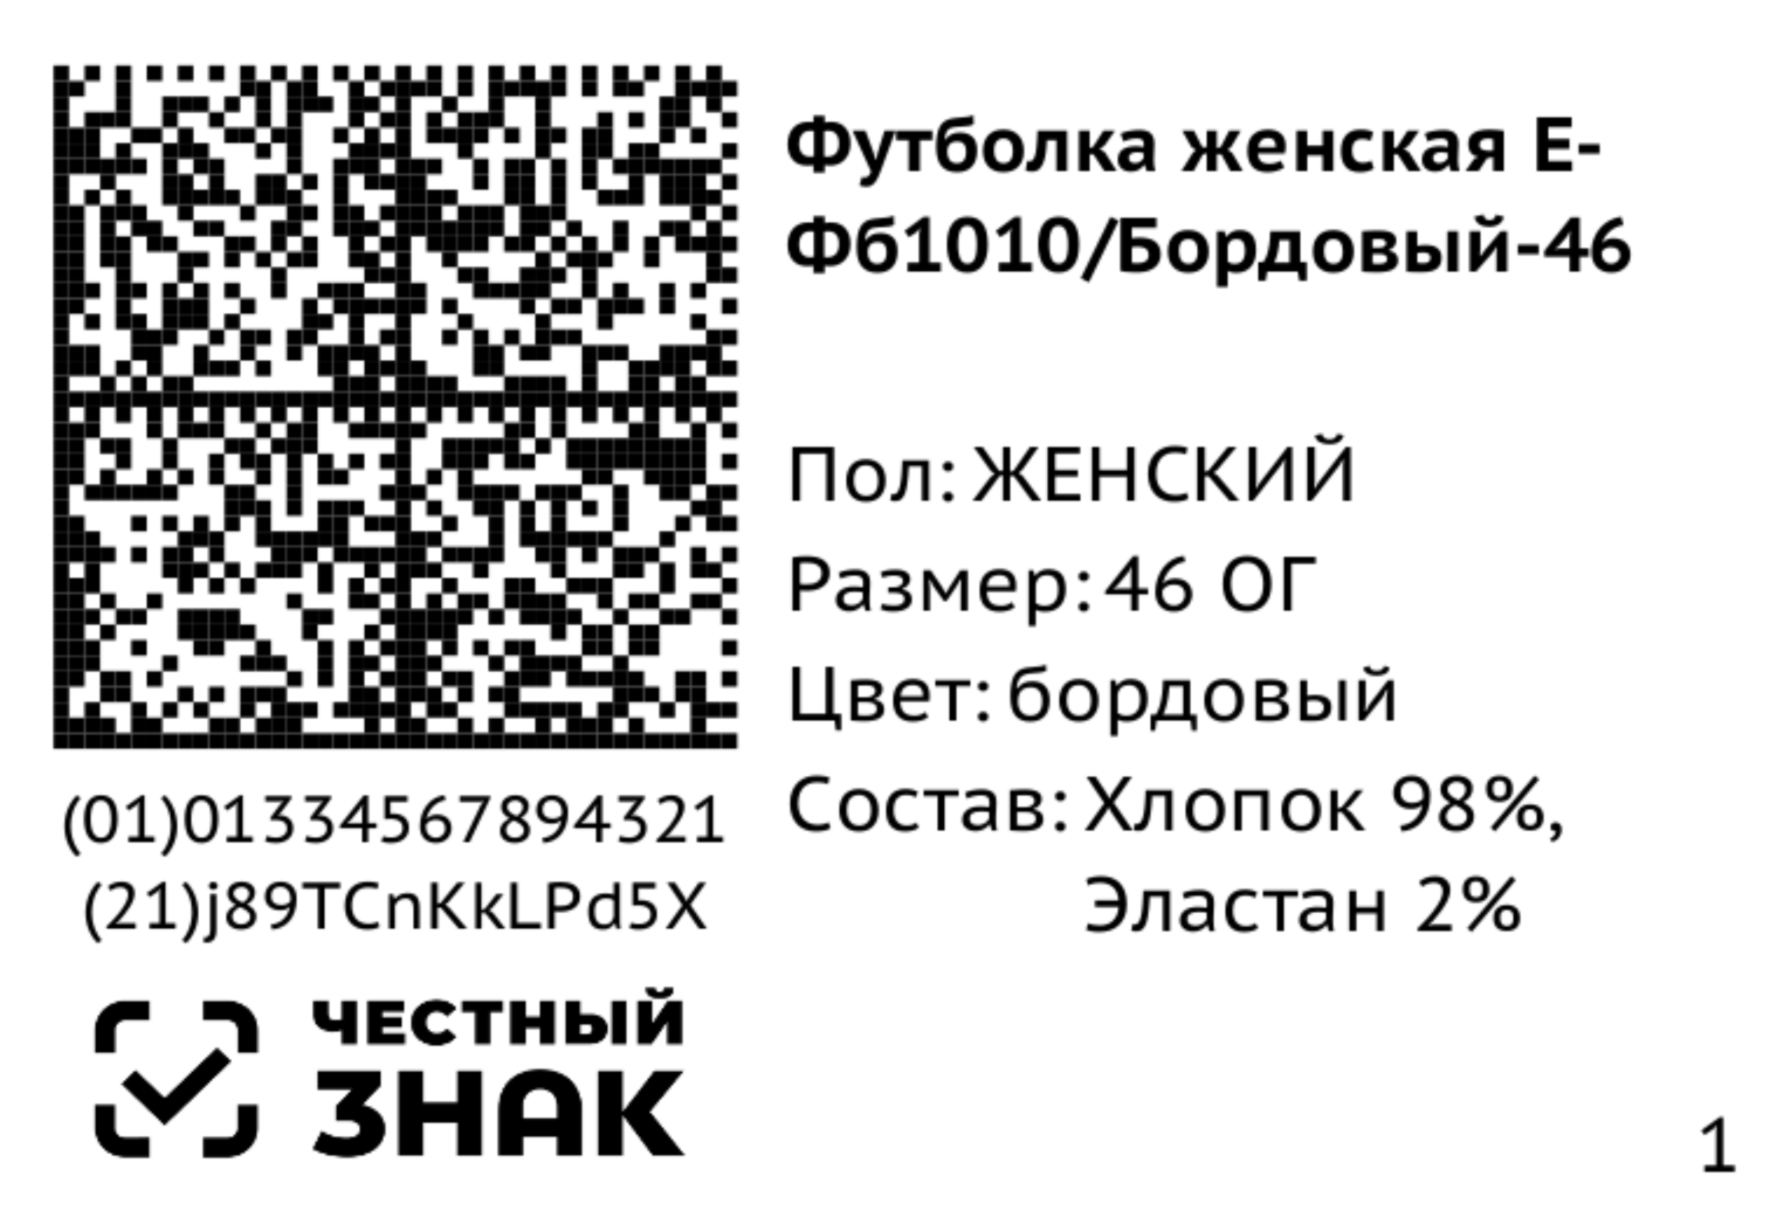 Футболка женская Е-
Фб1010/Бордовый-46
Пол: ЖЕНСКИЙ
Размер: 46 ОГ
Цвет: бордовый
Состав: Хлопок 98%,
Эластан 2%
(01)01334567894321
(21)j89TCnKkLPd5X
ЧЕСТНЫЙ
ЗНАК
1